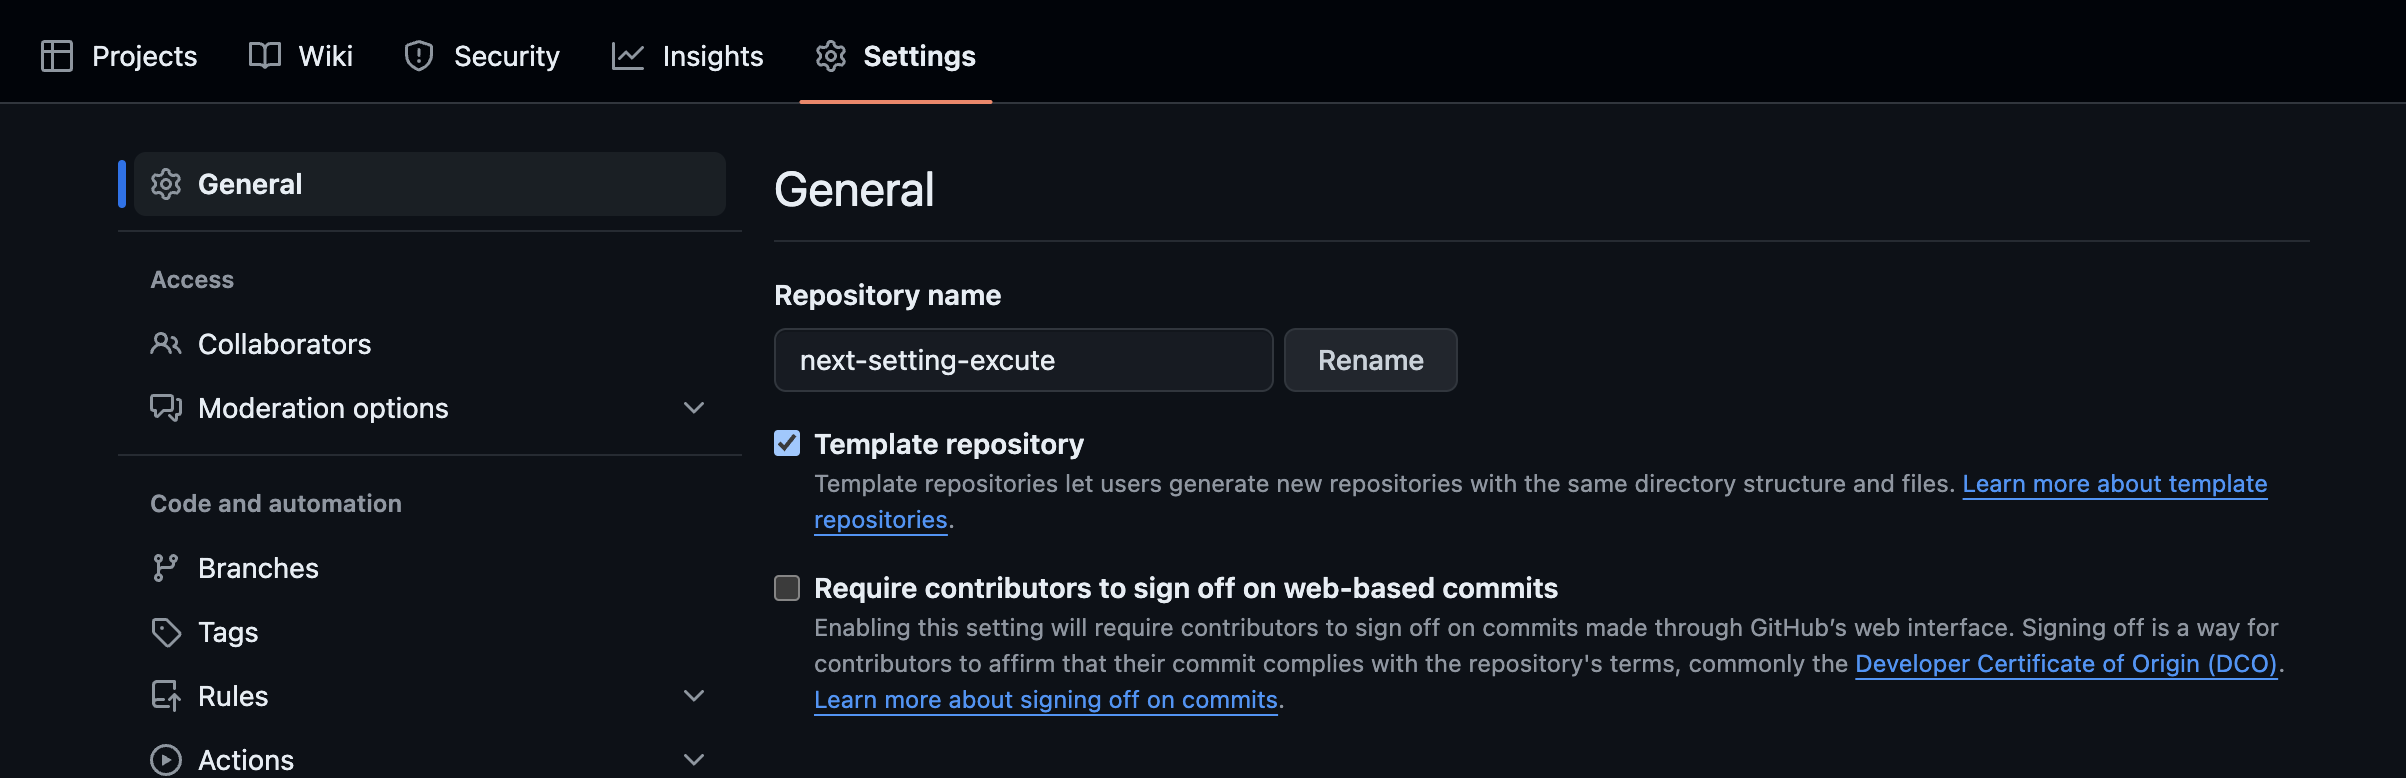 Projects Wiki Security Insights Settings
General
Access
Collaborators
Moderation options
Code and automation
Branches
Tags
Rules
Actions
General
Repository name
next-setting-excute Rename
Template repository
Template repositories let users generate new repositories with the same directory structure and files. Learn more about template
repositories.
Require contributors to sign off on web-based commits
Enabling this setting will require contributors to sign off on commits made through GitHub’s web interface. Signing off is a way for
contributors to affirm that their commit complies with the repository's terms, commonly the Developer Certificate of Origin (DCO).
Learn more about signing off on commits.